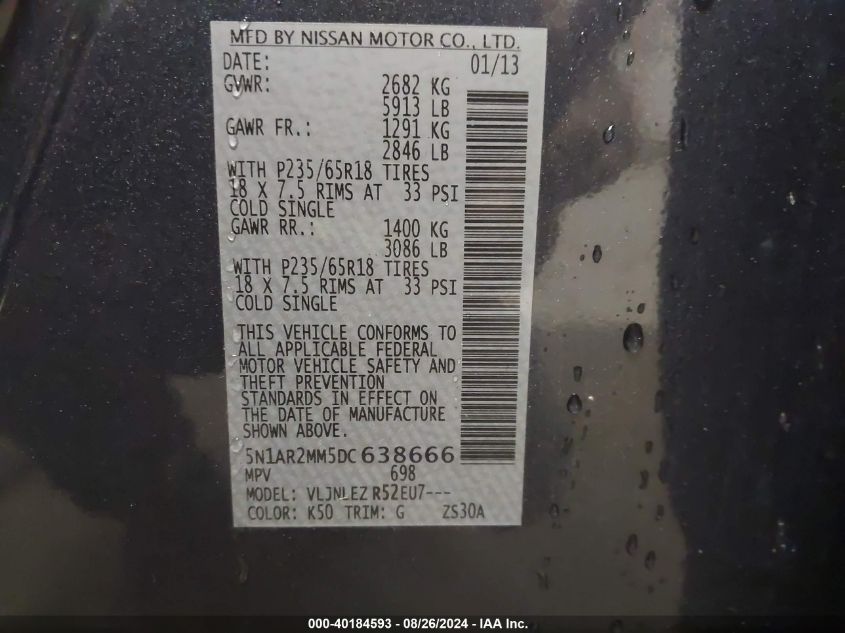 MFD BY NISSAN MOTOR CO., LTD.
DATE: 01/13
GVWR: 2682 KG
5913 LB
GAWR FR.: 1291 KG
2846 LB
WITH P235/65R18 TIRES
18 X 7.5 RIMS AT 33 PSI
COLD SINGLE
GAWR RR.: 1400 KG
3086 LB
WITH P235/65R18 TIRES
18 X 7.5 RIMS AT 33 PSI
COLD SINGLE
THIS VEHICLE CONFORMS TO
ALL APPLICABLE FEDERAL
MOTOR VEHICLE SAFETY AND
THEFT PREVENTION
STANDARDS IN EFFECT ON
THE DATE OF MANUFACTURE
SHOWN ABOVE.
5N1AR2MM5DC638666
MPV 698
MODEL: VLJNLEZ R52EU7---
COLOR: K50 TRIM: G ZS30A
000-40184593 - 08/26/2024 - IAA Inc.